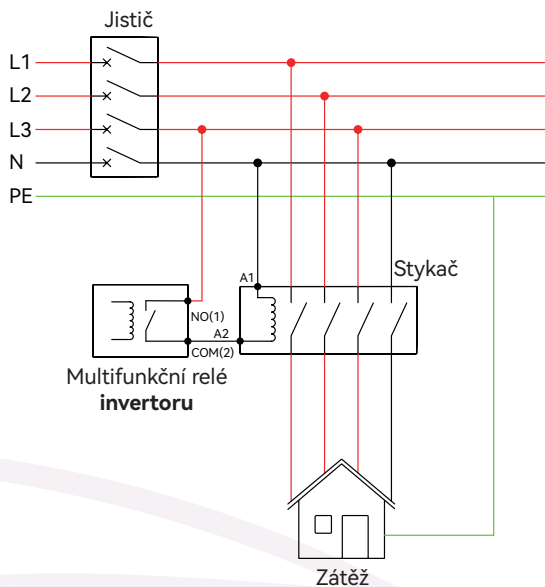 Jistič
L1
L2
L3
N
PE
Stykač
A1
NO(1)
A2
COM(2)
Multifunkční relé
invertoru
Zátěž